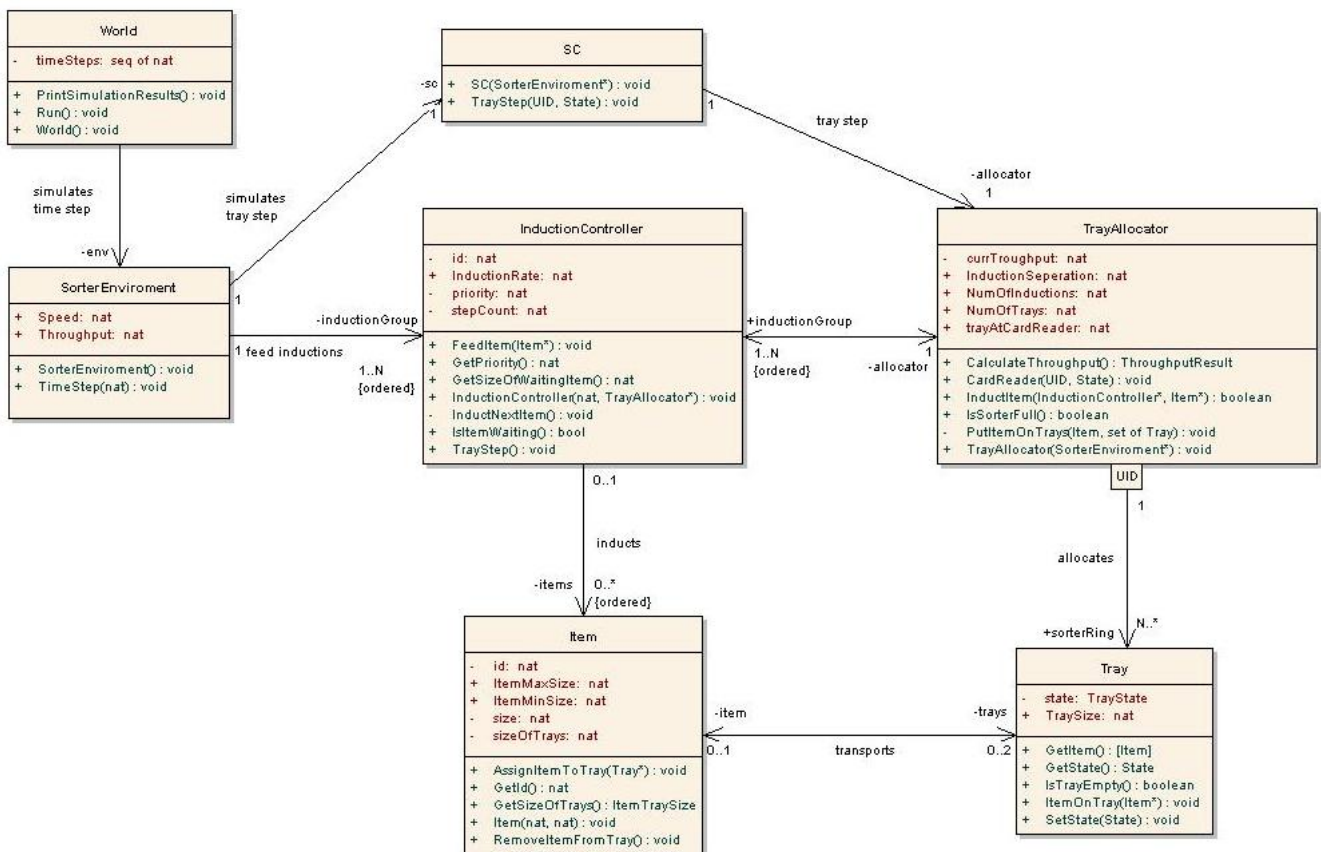 World
- timeSteps: seq of nat
+ PrintSimulationResults() : void
+ Run() : void
+ World() : void
SC
+ SC(SorterEnviroment*) : void
+ TrayStep(UID, State) : void
-sc
1
1
tray step
-allocator
1
simulates
time step
simulates
tray step
-env
SorterEnviroment
+ Speed: nat
+ Throughput: nat
+ SorterEnviroment() : void
+ TimeStep(nat) : void
1
1
feed inductions
-inductionGroup
1..N
{ordered}
InductionController
- id: nat
+ InductionRate: nat
- priority: nat
- stepCount: nat
+ FeedItem(Item*) : void
+ GetPriority() : nat
+ GetSizeOfWaitingItem() : nat
+ InductionController(nat, TrayAllocator*) : void
- InductNextItem() : void
+ IsItemWaiting() : bool
+ TrayStep() : void
+inductionGroup
1..N
{ordered}
1
-allocator
TrayAllocator
- currTroughput: nat
+ InductionSeperation: nat
+ NumOfInductions: nat
+ NumOfTrays: nat
+ trayAtCardReader: nat
+ CalculateThroughput() : ThroughputResult
+ CardReader(UID, State) : void
+ InductItem(InductionController*, Item*) : boolean
+ IsSorterFull() : boolean
- PutItemOnTrays(Item, set of Tray) : void
+ TrayAllocator(SorterEnviroment*) : void
UID
1
allocates
+sorterRing
N..*
0..1
inducts
-items
0..*
{ordered}
Item
- id: nat
+ ItemMaxSize: nat
+ ItemMinSize: nat
- size: nat
- sizeOfTrays: nat
+ AssignItemToTray(Tray*) : void
+ GetId() : nat
+ GetSizeOfTrays() : ItemTraySize
+ Item(nat, nat) : void
+ RemoveItemFromTray() : void
-item
0..1
transports
-trays
0..2
Tray
- state: TrayState
+ TraySize: nat
+ GetItem() : [Item]
+ GetState() : State
+ IsTrayEmpty() : boolean
+ ItemOnTray(Item*) : void
+ SetState(State) : void